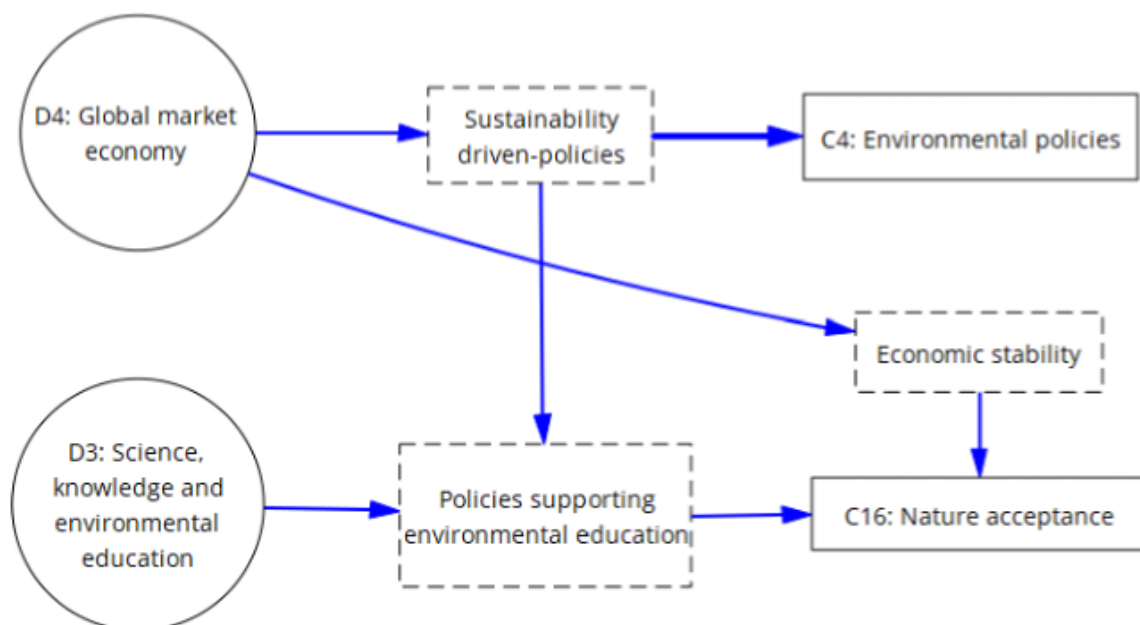 D4: Global market
economy
Sustainability
driven-policies
C4: Environmental policies
Economic stability
D3: Science,
knowledge and
environmental
education
Policies supporting
environmental education
C16: Nature acceptance